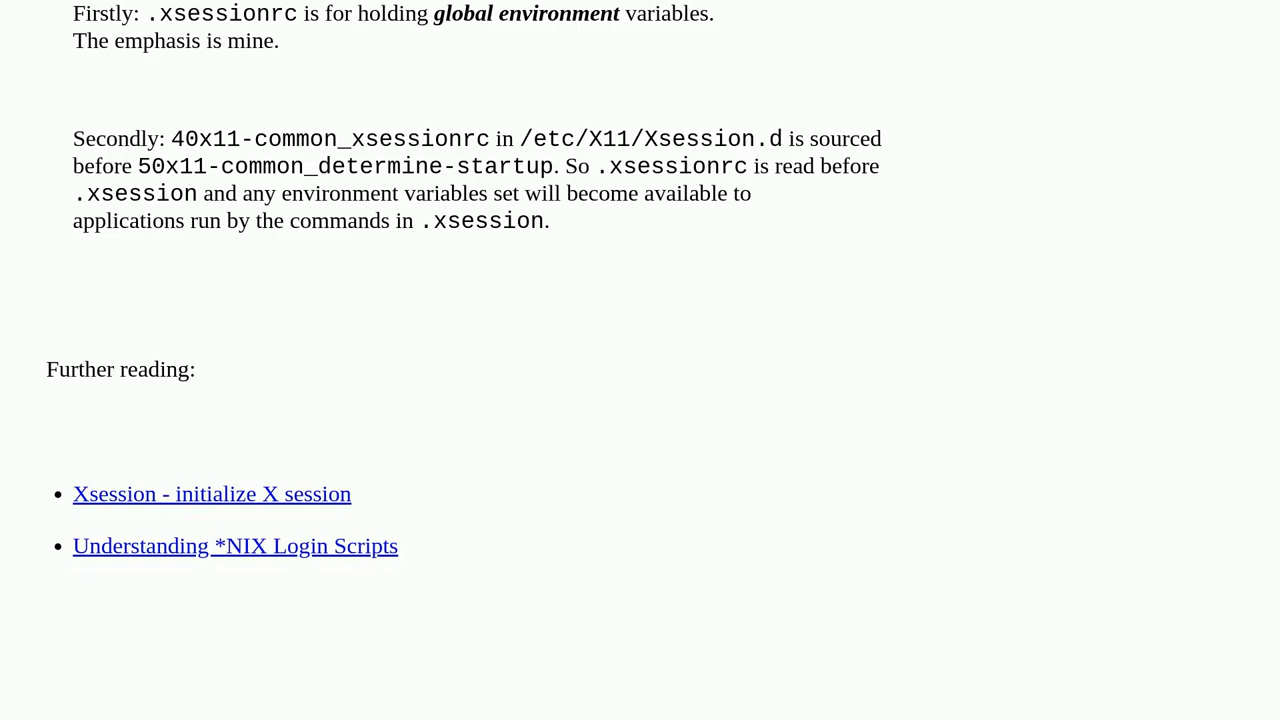 Firstly: .xsessionrc is for holding global environment variables.
The emphasis is mine.
Secondly: 40x11-common_xsessionrc in /etc/X11/Xsession.d is sourced
before 50x11-common_determine-startup. So .xsessionrc is read before
.xsession and any environment variables set will become available to
applications run by the commands in .xsession.
Further reading:
• Xsession - initialize X session
• Understanding *NIX Login Scripts